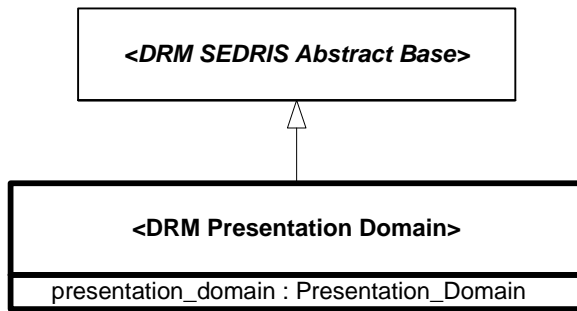 <DRM SEDRIS Abstract Base>
<DRM Presentation Domain>
presentation_domain : Presentation_Domain